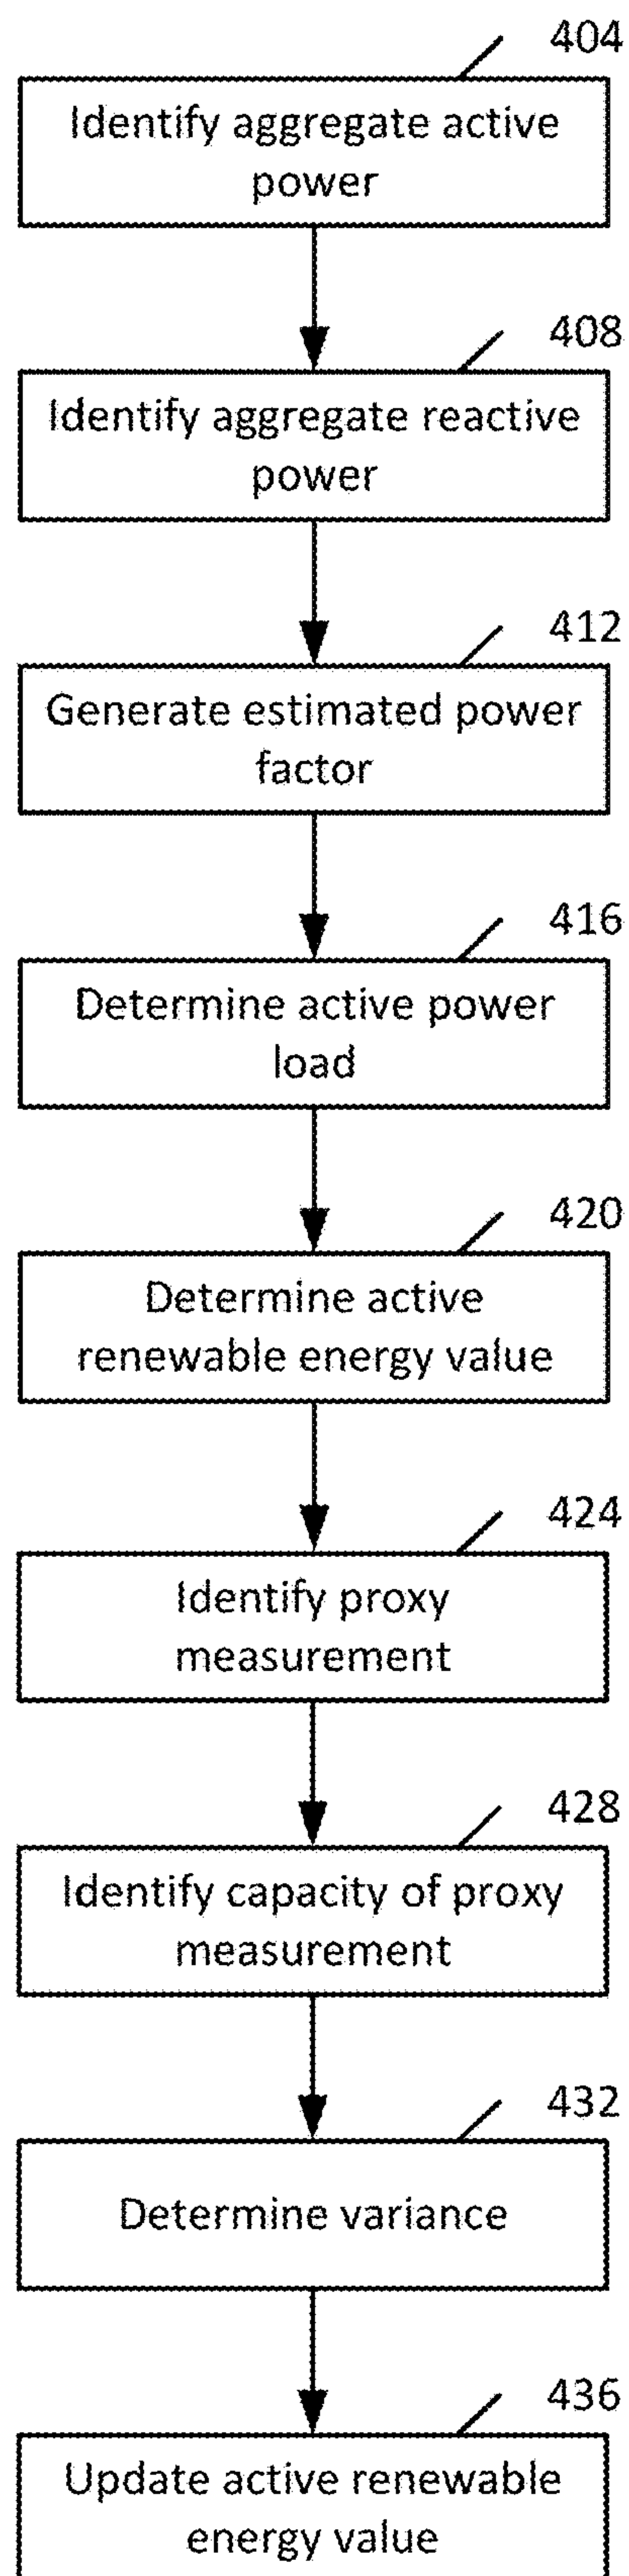 404
Identify aggregate active
power
408
Identify aggregate reactive
power
412
Generate estimated power
factor
416
Determine active power
load
420
Determine active
renewable energy value
424
Identify proxy
measurement
428
Identify capacity of proxy
measurement
432
Determine variance
436
Update active renewable
energy value